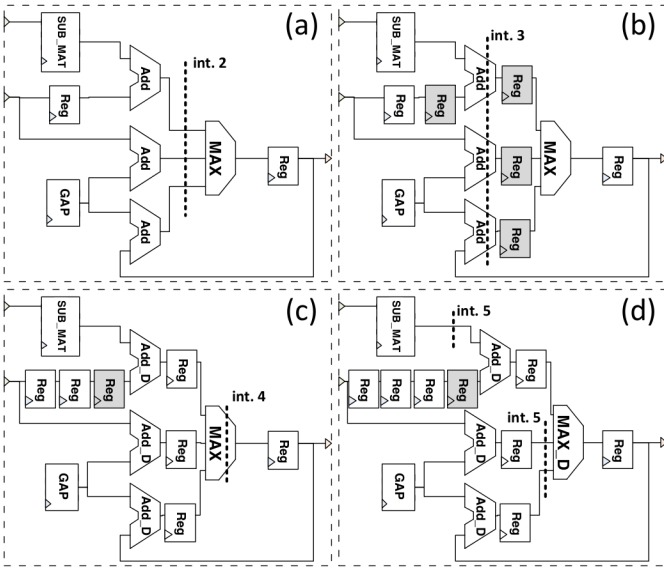 (a)
SUB_MAT
int. 2
Add
Reg
Add
MAX
Reg
GAP
Add
(b)
SUB_MAT
int. 3
Add
Reg
Reg
Reg
Add
Reg
MAX
Reg
GAP
Add
Reg
(c)
SUB_MAT
Add_D
Reg
Reg
Reg
Reg
int. 4
Add_D
Reg
MAX
Reg
GAP
Add_D
Reg
(d)
SUB_MAT
int. 5
Add_D
Reg
Reg
Reg
Reg
Reg
int. 5
Add_D
Reg
MAX_D
Reg
GAP
Add_D
Reg